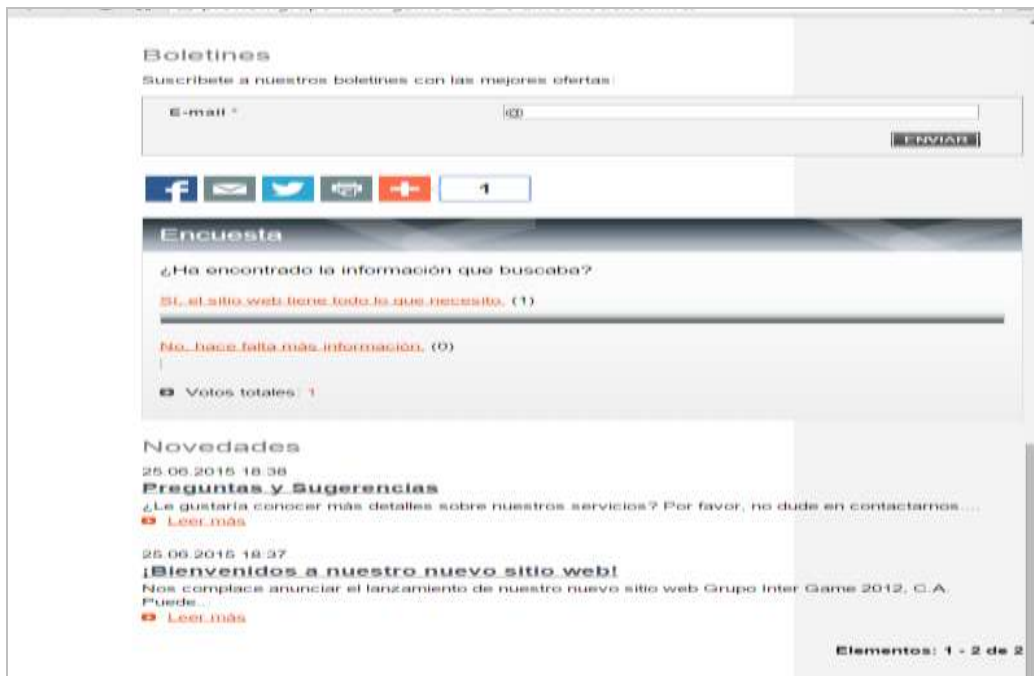 Boletines
Suscríbete a nuestros boletines con las mejores ofertas:
E-mail *
@
ENVIAR
1
Encuesta
¿Ha encontrado la información que buscaba?
Sí, el sitio web tiene todo lo que necesito. (1)
No, hace falta más información. (0)
Votos totales: 1
Novedades
25.06.2015 18:38
Preguntas y Sugerencias
¿Le gustaría conocer más detalles sobre nuestros servicios? Por favor, no dude en contactarnos....
Leer más
25.06.2015 18:37
¡Bienvenidos a nuestro nuevo sitio web!
Nos complace anunciar el lanzamiento de nuestro nuevo sitio web Grupo Inter Game 2012, C.A.
Puede...
Leer más
Elementos: 1 - 2 de 2